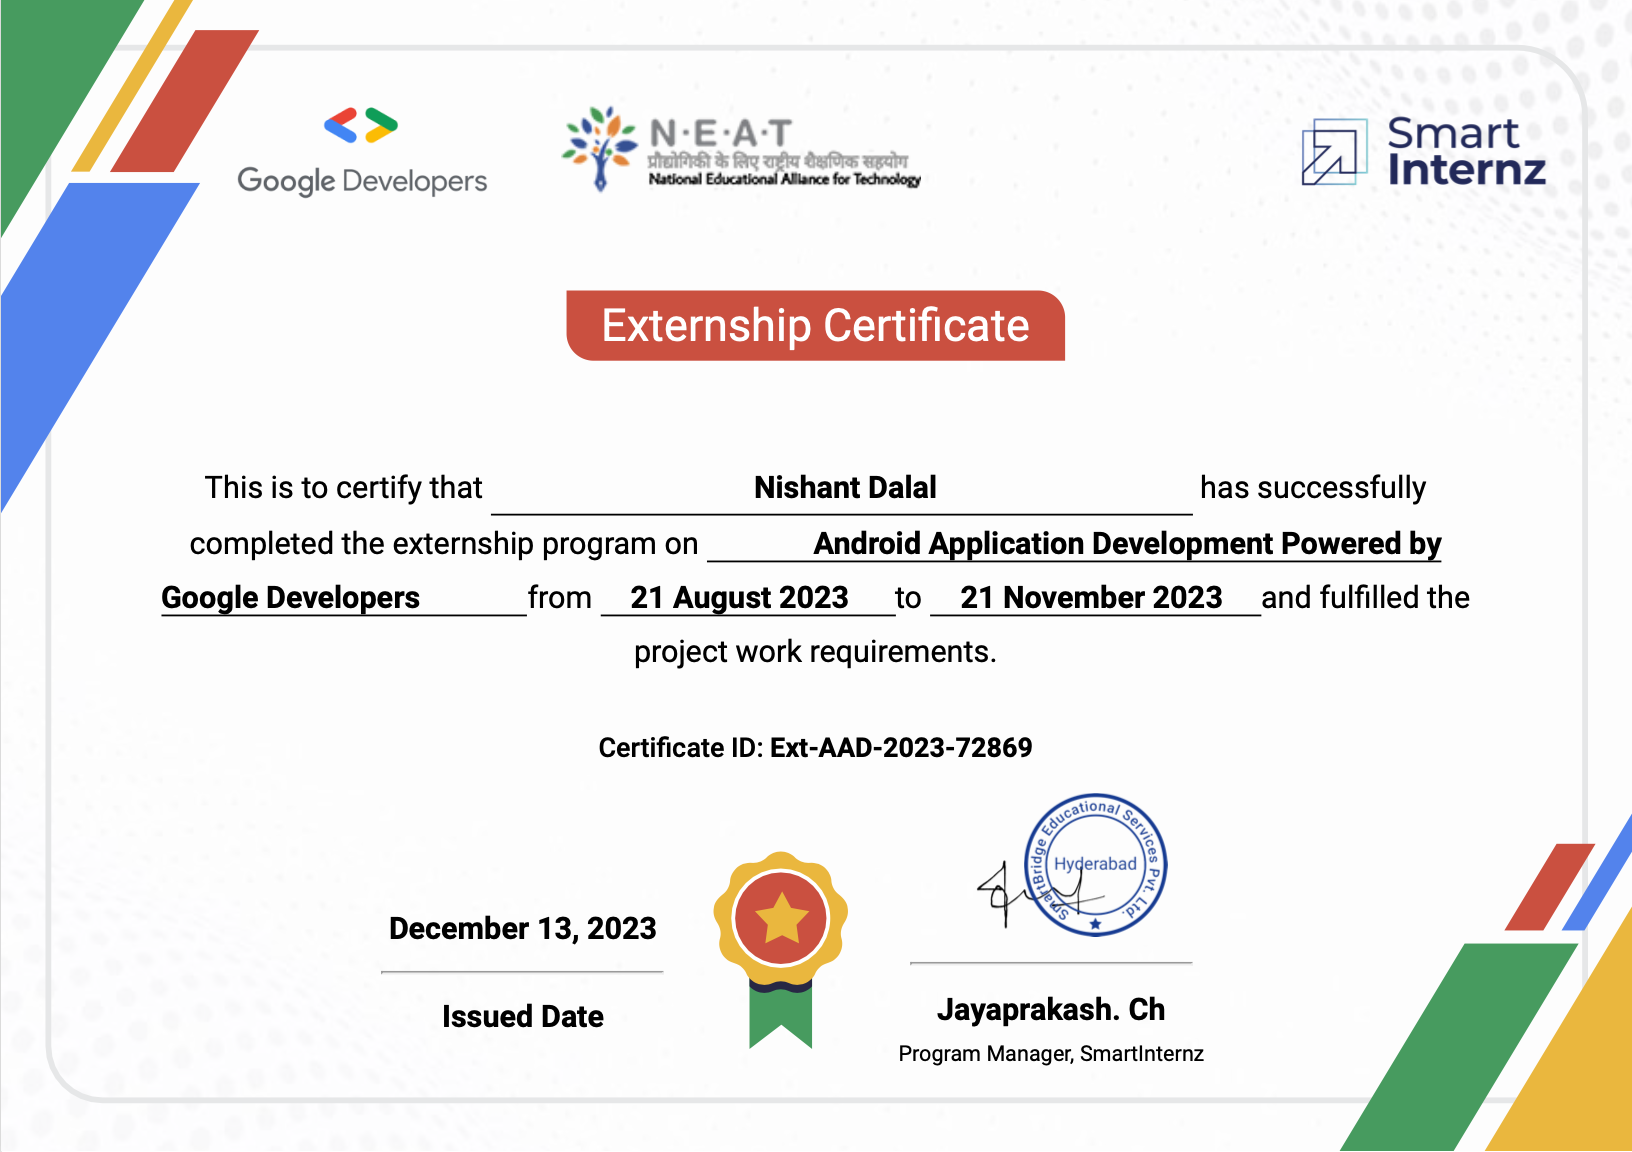 Google Developers
N·E·A·T
प्रौद्योगिकी के लिए राष्ट्रीय शैक्षणिक सहयोग
National Educational Alliance for Technology
Smart
Internz
Externship Certificate
This is to certify that Nishant Dalal has successfully
completed the externship program on Android Application Development Powered by
Google Developers from 21 August 2023 to 21 November 2023 and fulfilled the
project work requirements.
Certificate ID: Ext-AAD-2023-72869
SmartBridge Educational Services Pvt. Ltd.
Hyderabad
December 13, 2023
Issued Date
Jayaprakash. Ch
Program Manager, SmartInternz